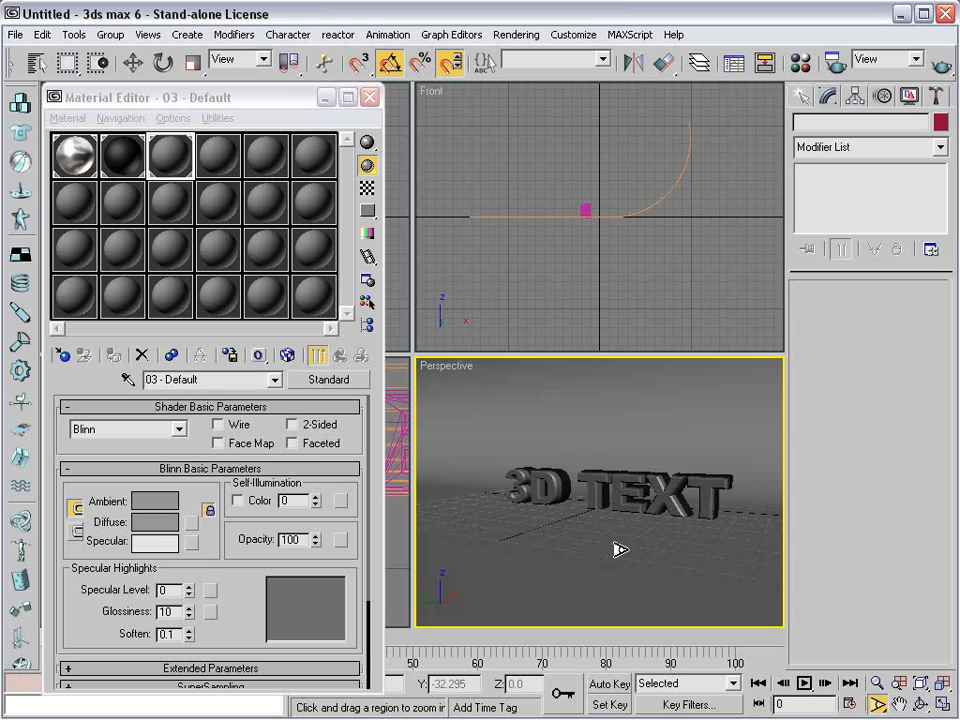 Untitled - 3ds max 6 - Stand-alone License
File Edit Tools Group Views Create Modifiers Character reactor Animation Graph Editors Rendering Customize MAXScript Help
View
3
%
ABC
View
Material Editor - 03 - Default
Material Navigation Options Utilities
Front
Modifier List
z
x
03 - Default
Standard
Shader Basic Parameters
Blinn
Wire
2-Sided
Face Map
Faceted
Blinn Basic Parameters
Self-Illumination
Color 0
Ambient:
Diffuse:
Specular:
Opacity: 100
Specular Highlights
Specular Level: 0
Glossiness: 10
Soften: 0.1
Extended Parameters
SuperSampling
Perspective
3D TEXT
z
50 60 70 80 90 100
Y: -32.295
Z: 0.0
Auto Key
Selected
Click and drag a region to zoom ir
Add Time Tag
Set Key
Key Filters...
0